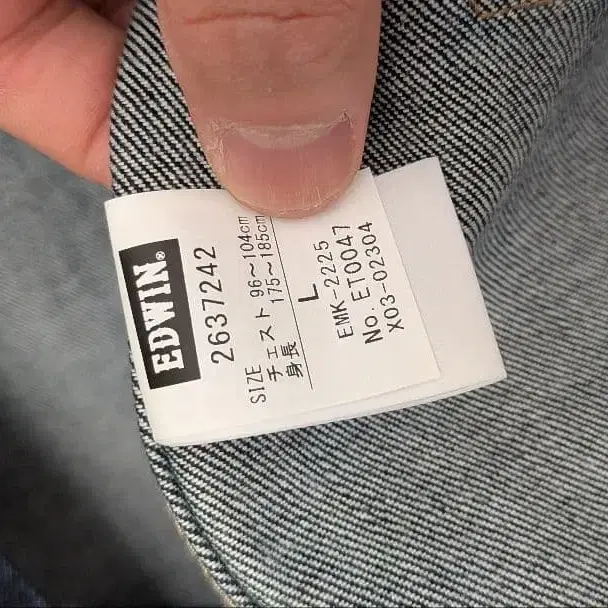 EDWIN®
2637242
SIZE
チェスト 96～104cm
身長 175～185cm
L
EMK-2225
No. ET0047
X03-02304